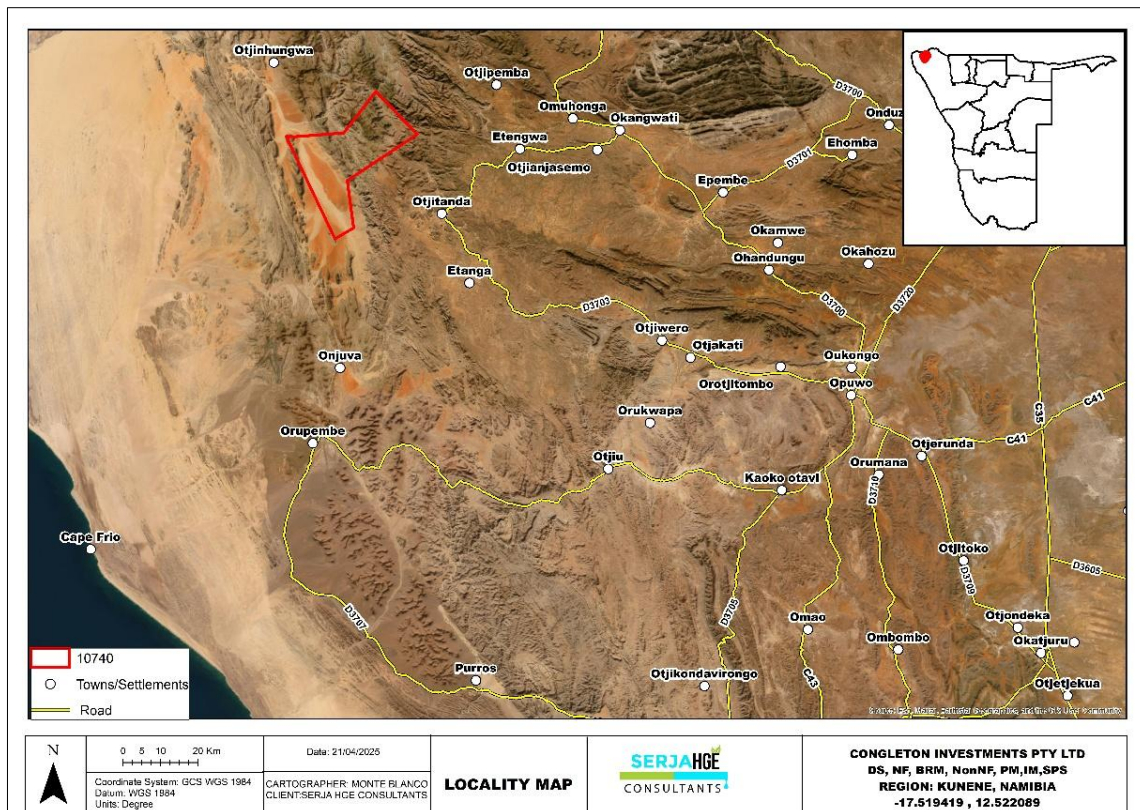 Otjinhungwa
Otjipemba
D3700
Omuhonga
Okangwati
Onduz
Etengwa
Otjianjasemo
D3701
Ehomba
Epembe
Otjitanda
Okamwe
Okahozu
Ohandungu
Etanga
D3703
D3700
D3720
Otjiwero
Otjakati
Oukongo
Onjuva
Orotjitombo
Opuwo
C35
C41
Orukwapa
Orupembe
Otjerunda
C41
Otjiu
Orumana
Kaoko otavi
D3710
Cape Frio
Otjitoko
D3605
D3709
D3707
D3705
Omao
Otjondeka
Ombombo
Okatjuru
Purros
Otjikondavirongo
C43
Otjetjekua
10740
Towns/Settlements
Road
N
0 5 10 20 Km
Coordinate System: GCS WGS 1984
Datum: WGS 1984
Units: Degree
Data: 21/04/2025
CARTOGRAPHER: MONTE BLANCO
CLIENT:SERJA HGE CONSULTANTS
LOCALITY MAP
SERJA HGE
CONSULTANTS
CONGLETON INVESTMENTS PTY LTD
DS, NF, BRM, NonNF, PM,IM,SPS
REGION: KUNENE, NAMIBIA
-17.519419 , 12.522089